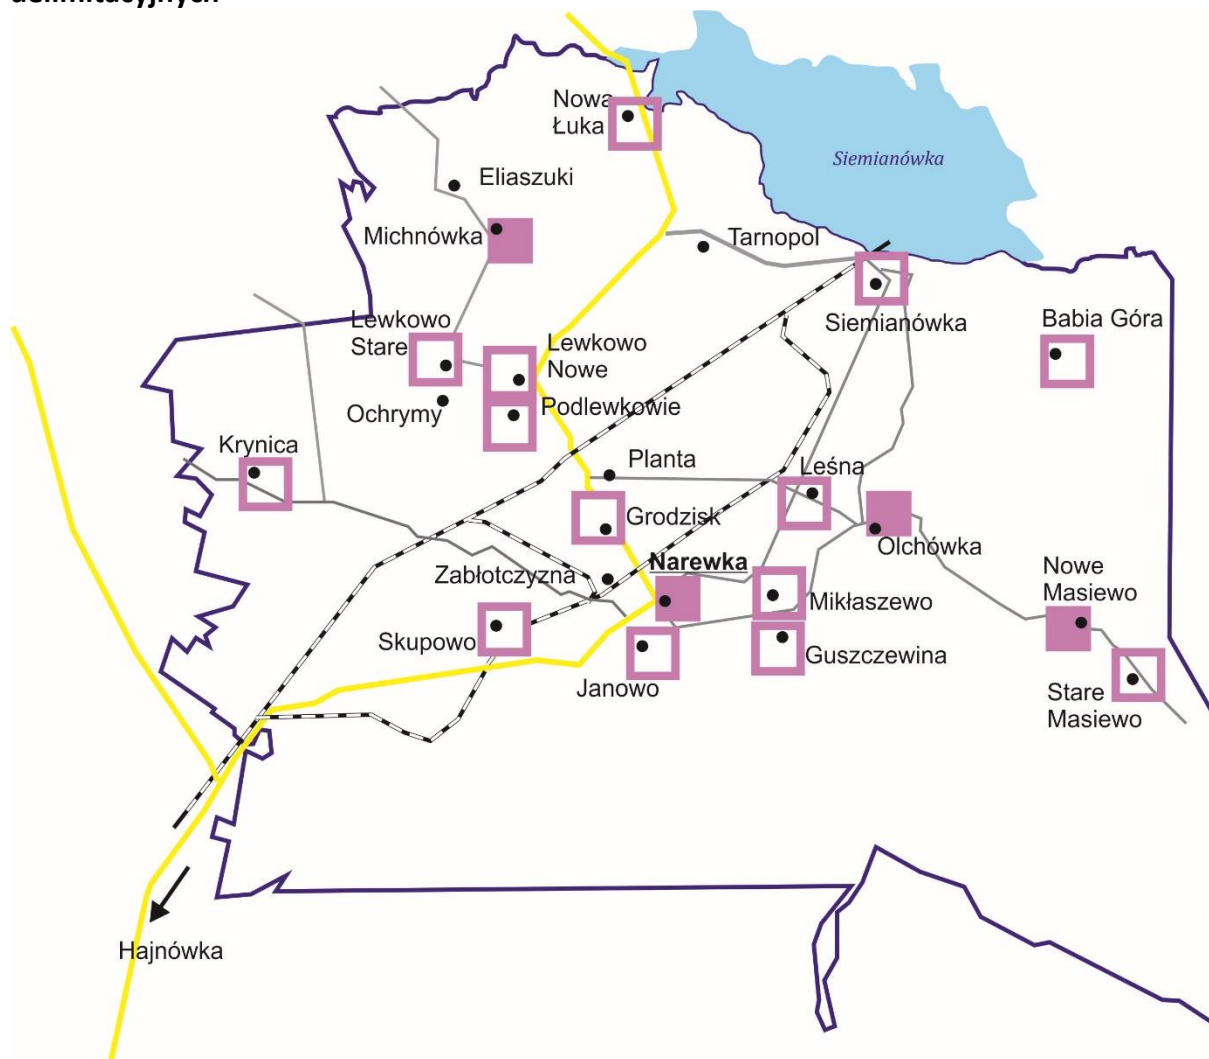 delimitacyjnych
Nowa
Łuka
Siemianówka
Eliaszuki
Michnówka
Tarnopol
Lewkowo
Stare
Lewkowo
Nowe
Siemianówka
Babia Góra
Ochrymy
Podlewkowie
Krynica
Planta
Leśna
Grodzisk
Olchówka
Zabłotczyzna
Narewka
Nowe
Masiewo
Mikłaszewo
Skupowo
Guszczewina
Janowo
Stare
Masiewo
Hajnówka